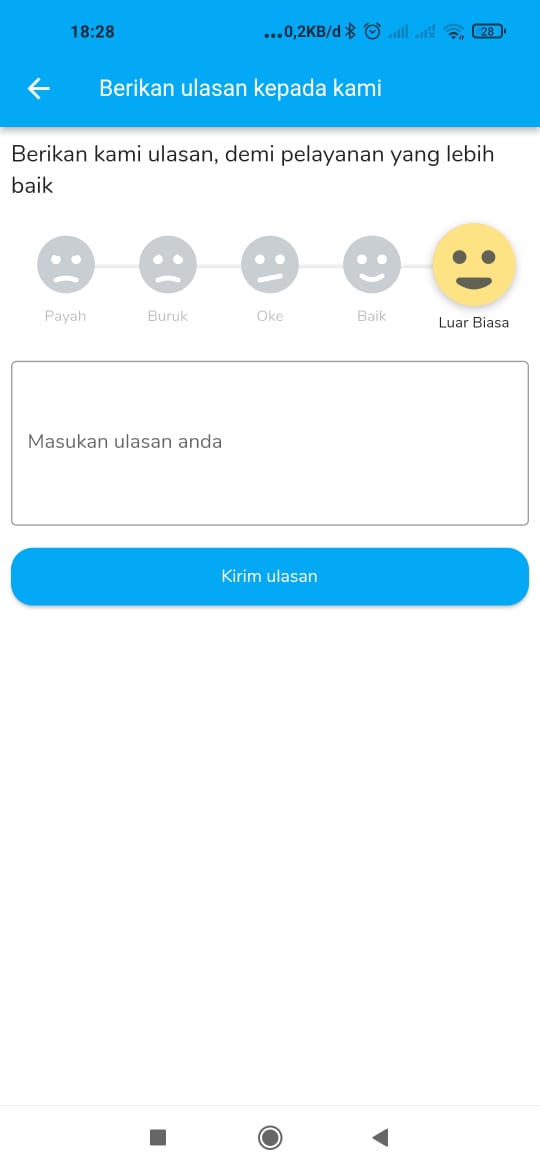 18:28 ...0,2KB/d 28
Berikan ulasan kepada kami
Berikan kami ulasan, demi pelayanan yang lebih
baik
Payah Buruk Oke Baik Luar Biasa
Masukan ulasan anda
Kirim ulasan